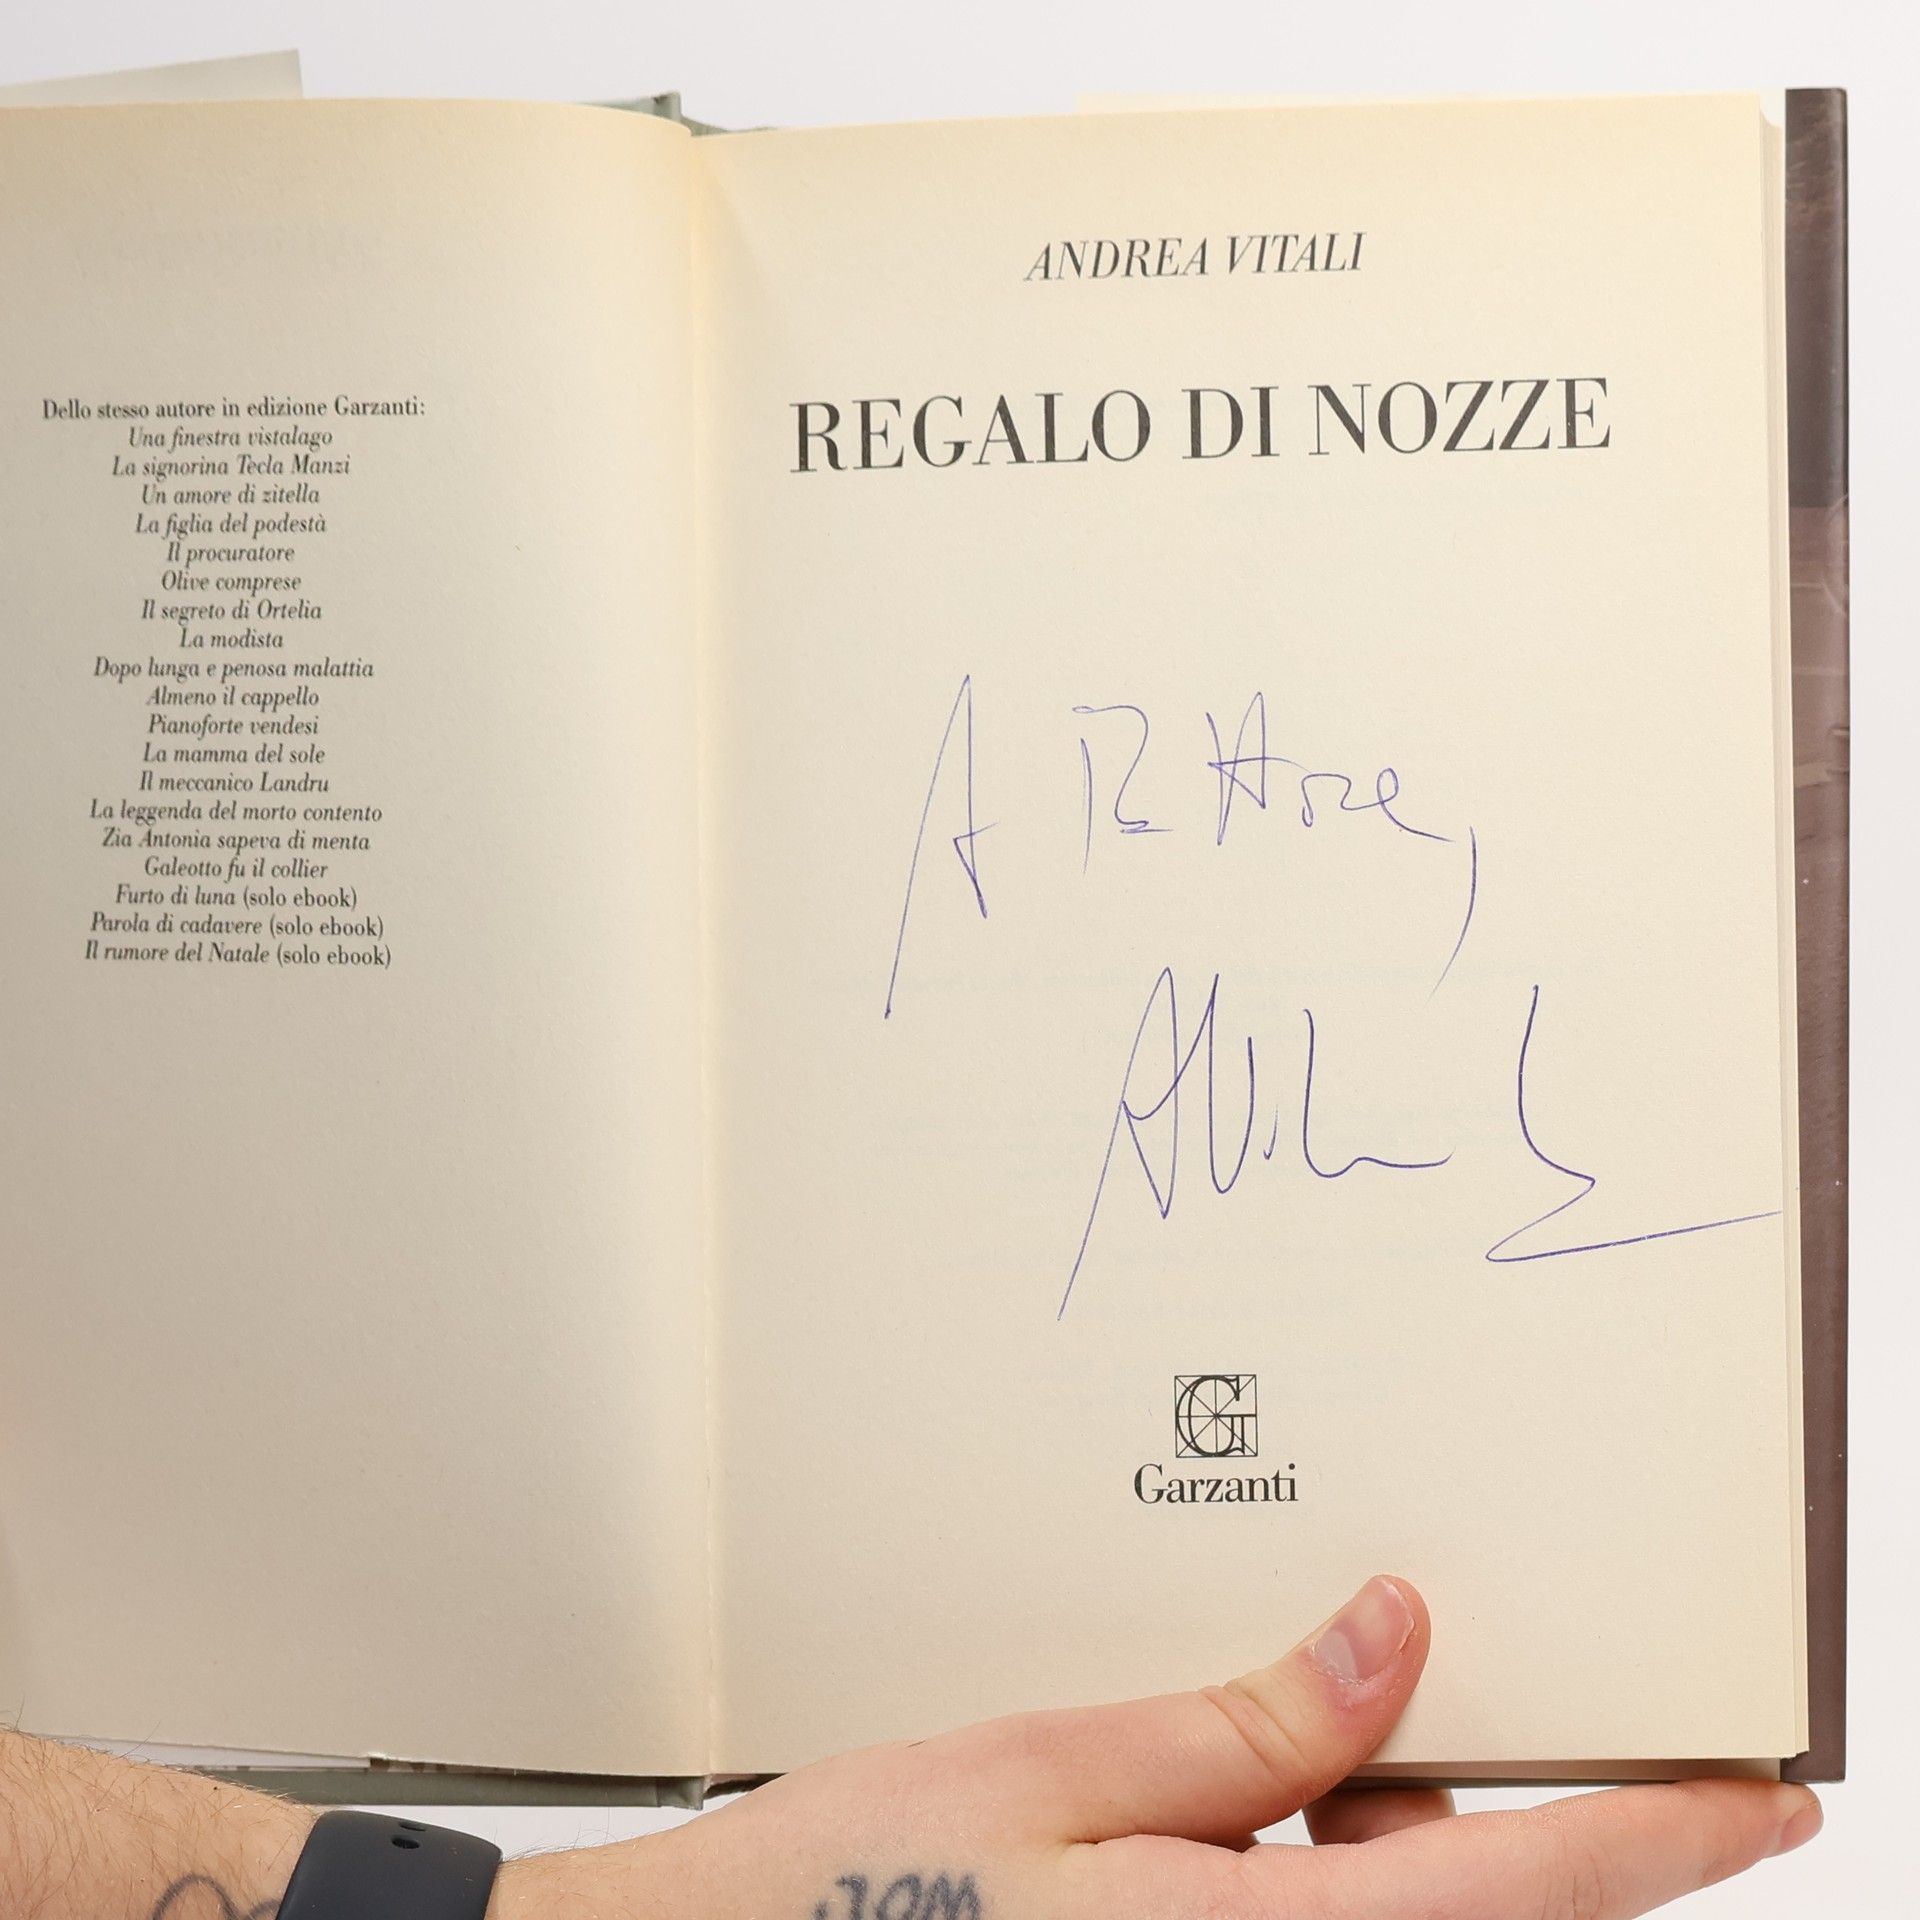 Dello stesso autore in edizione Garzanti:
Una finestra vistalago
La signorina Tecla Manzi
Un amore di zitella
La figlia del podestà
Il procuratore
Olive comprese
Il segreto di Ortelia
La modista
Dopo lunga e penosa malattia
Almeno il cappello
Pianoforte vendesi
La mamma del sole
Il meccanico Landru
La leggenda del morto contento
Zia Antonia sapeva di menta
Galeotto fu il collier
Furto di luna (solo ebook)
Parola di cadavere (solo ebook)
Il rumore del Natale (solo ebook)
ANDREA VITALI
REGALO DI NOZZE
A
G
Garzanti